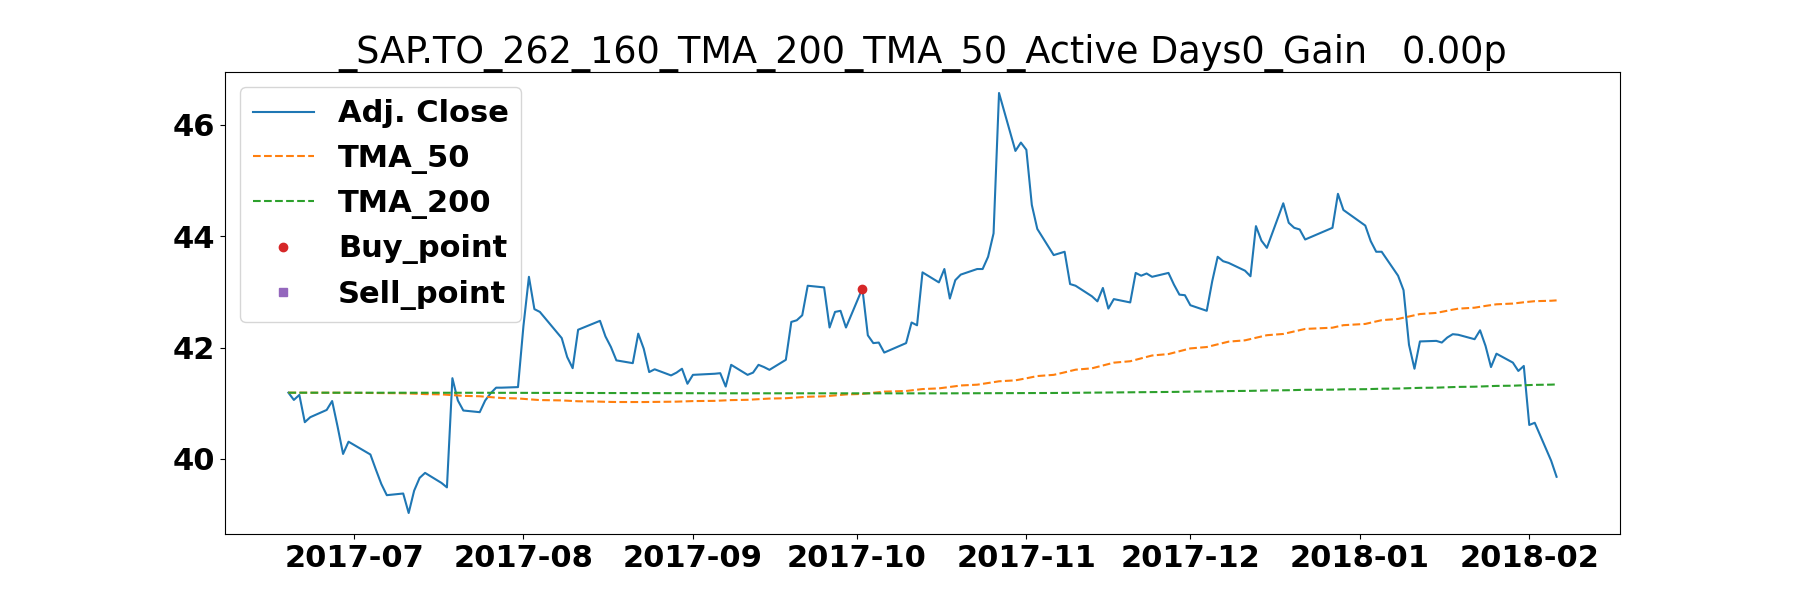 _SAP.TO_262_160_TMA_200_TMA_50_Active Days0_Gain   0.00p
Adj. Close
TMA_50
TMA_200
Buy_point
Sell_point
46
44
42
40
2017-07 2017-08 2017-09 2017-10 2017-11 2017-12 2018-01 2018-02